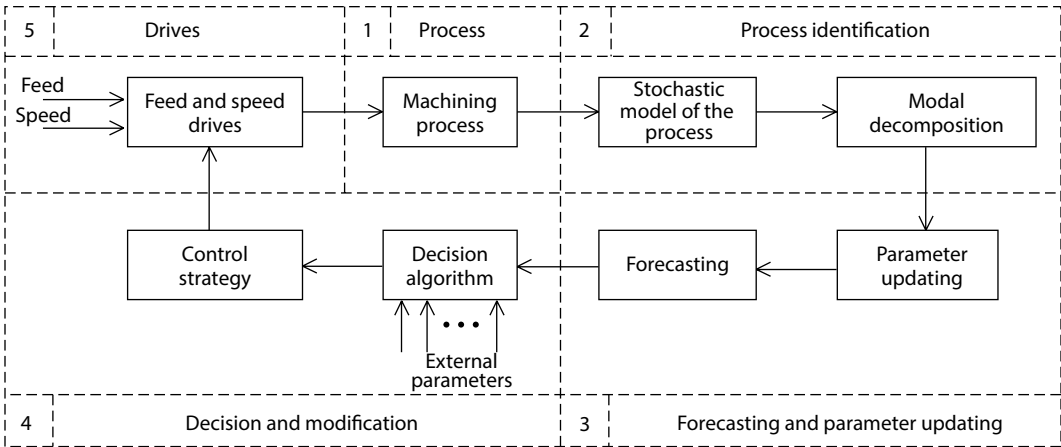 5 Drives
1 Process
2 Process identification
Feed
Speed
Feed and speed
drives
Machining
process
Stochastic
model of the
process
Modal
decomposition
Control
strategy
Decision
algorithm
Forecasting
Parameter
updating
External
parameters
4 Decision and modification
3 Forecasting and parameter updating